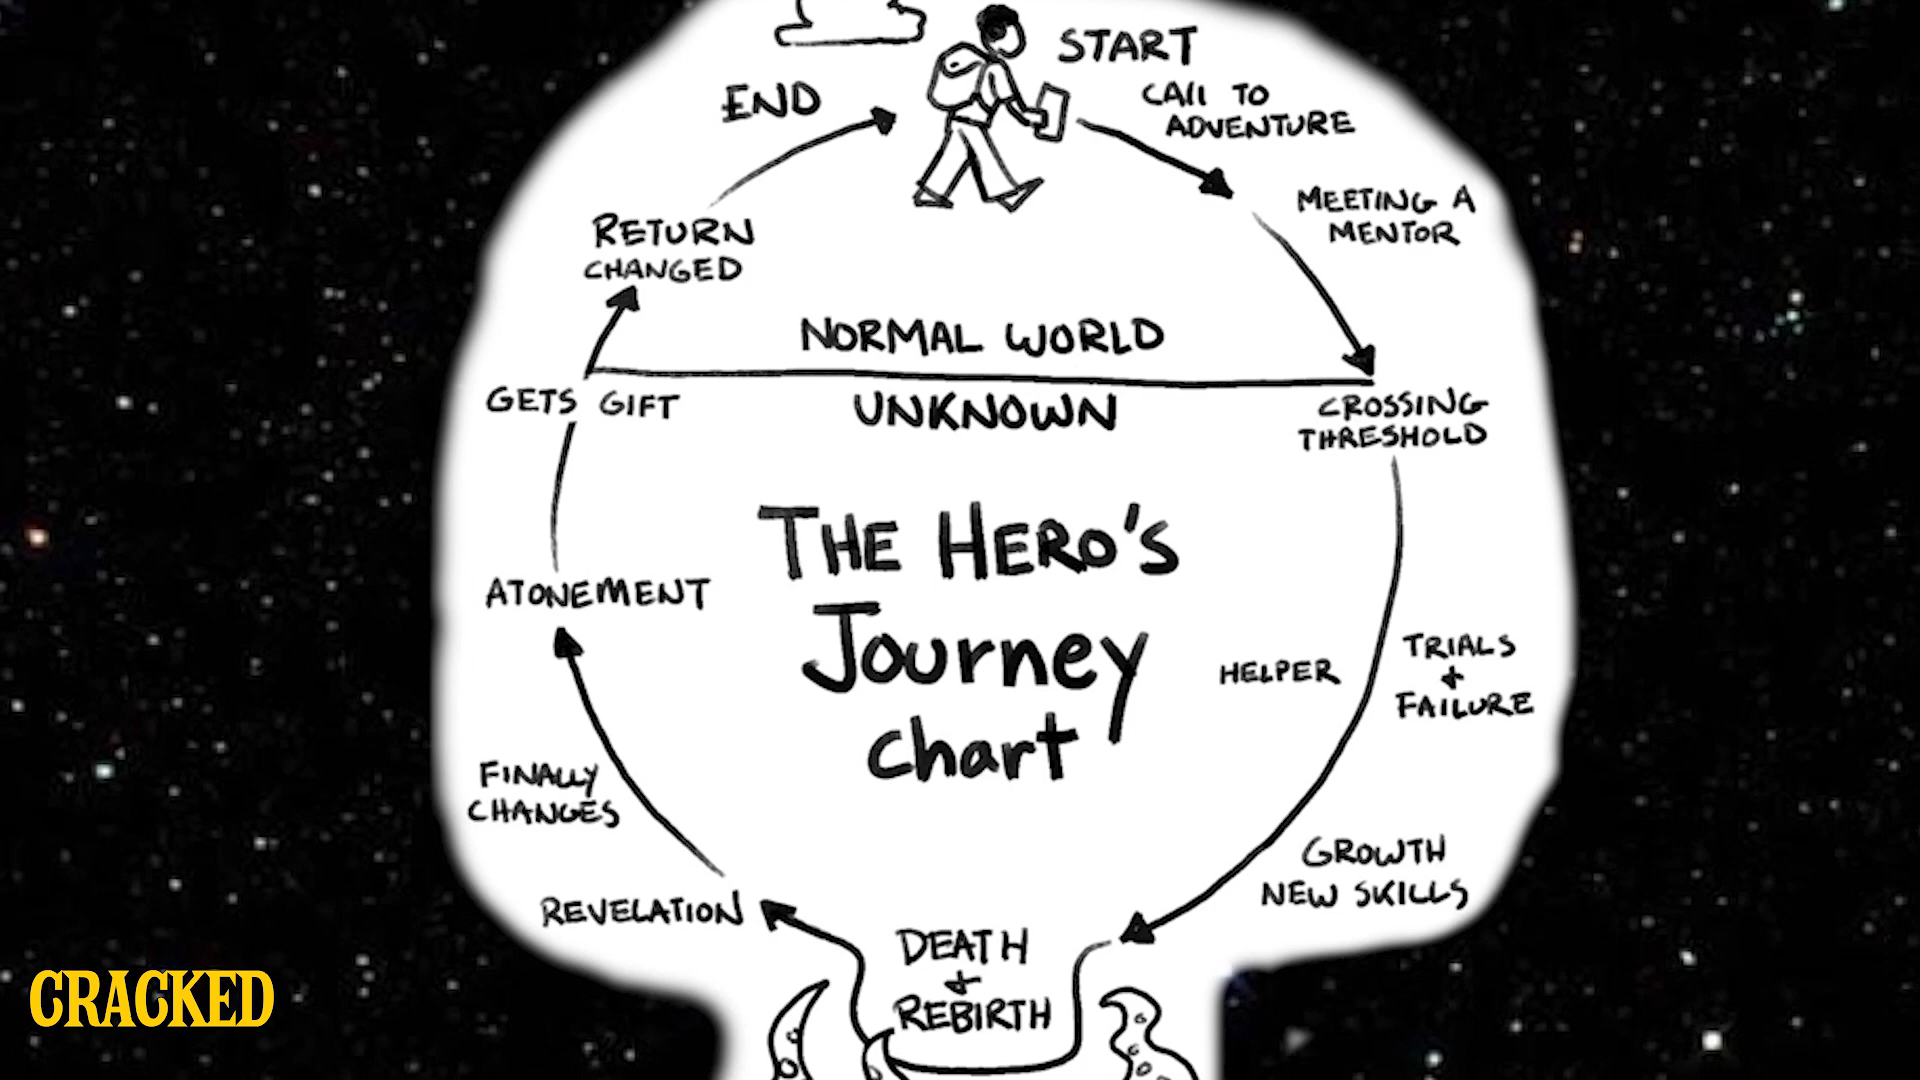 START
CALL TO
ADVENTURE
MEETING A
MENTOR
CROSSING
THRESHOLD
HELPER
TRIALS
+
FAILURE
GROWTH
NEW SKILLS
DEATH
+
REBIRTH
REVELATION
FINALLY
CHANGES
ATONEMENT
GETS GIFT
RETURN
CHANGED
END
NORMAL WORLD
UNKNOWN
THE HERO'S
JOURNEY
CHART
CRACKED